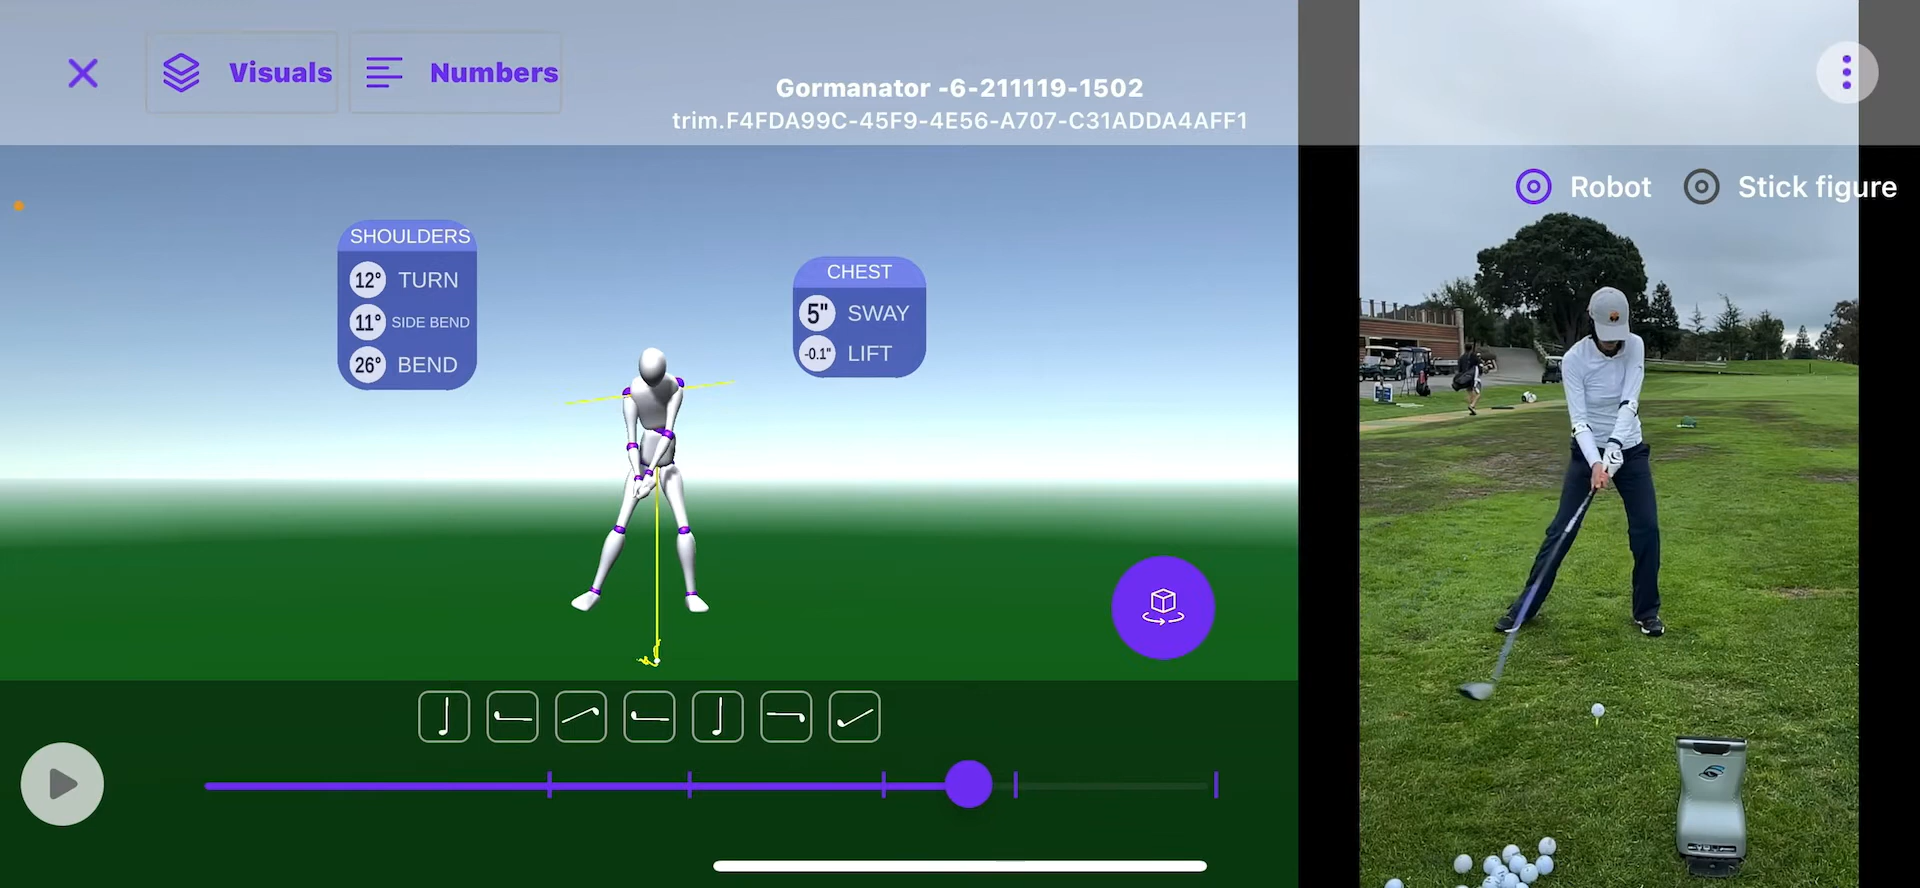 Visuals
Numbers
Gormanator -6-211119-1502
trim.F4FDA99C-45F9-4E56-A707-C31ADDA4AFF1
Robot
Stick figure
SHOULDERS
12° TURN
11° SIDE BEND
26° BEND
CHEST
5" SWAY
-0.1" LIFT